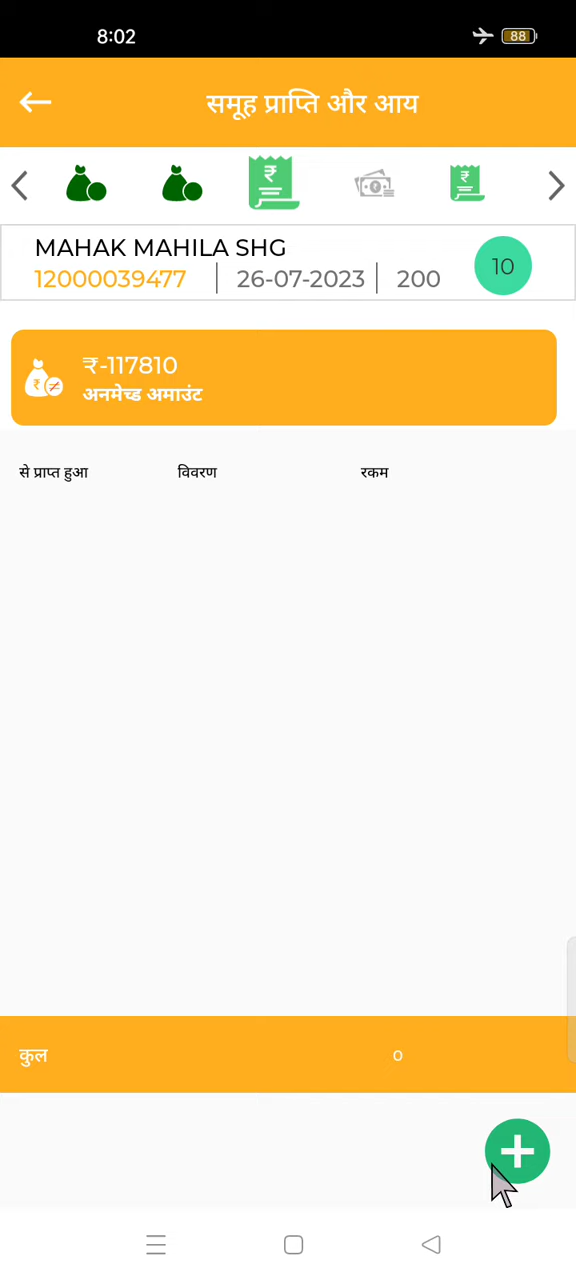 8:02
88
समूह प्राप्ति और आय
MAHAK MAHILA SHG
12000039477 | 26-07-2023 | 200
10
₹-117810
अनमेच्ड अमाउंट
से प्राप्त हुआ विवरण रकम
कुल 0